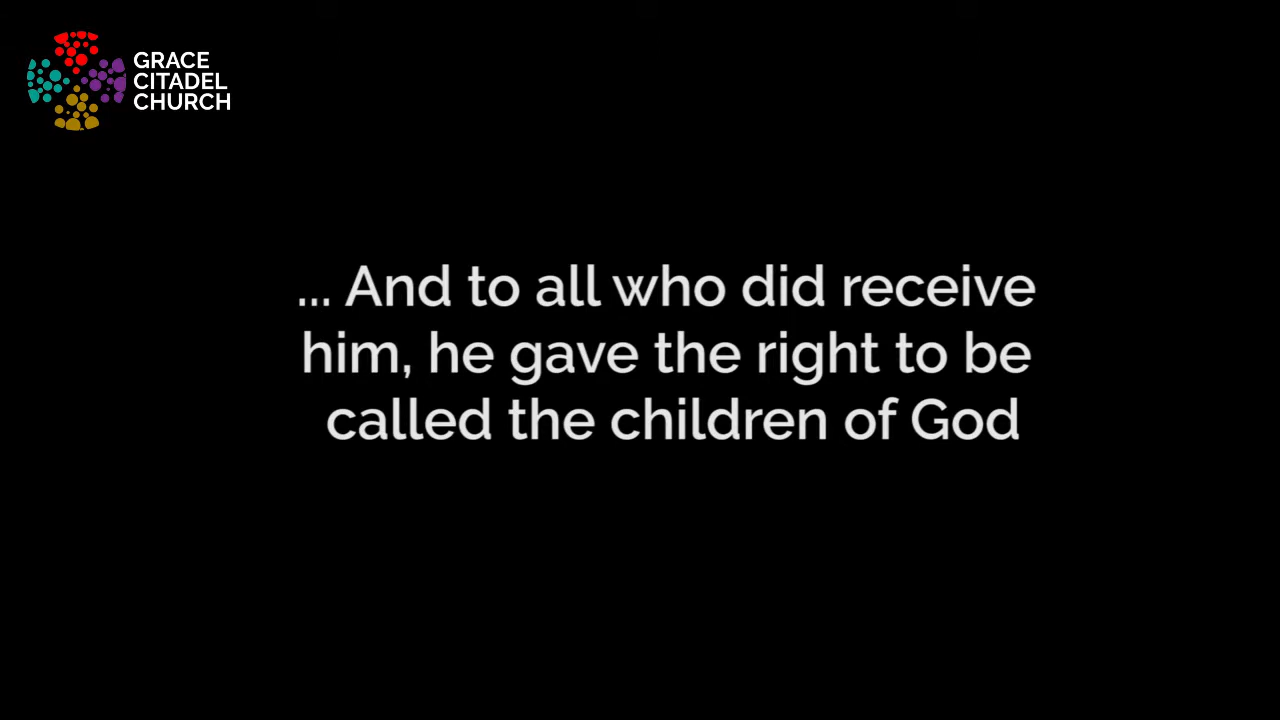 GRACE
CITADEL
CHURCH
... And to all who did receive
him, he gave the right to be
called the children of God